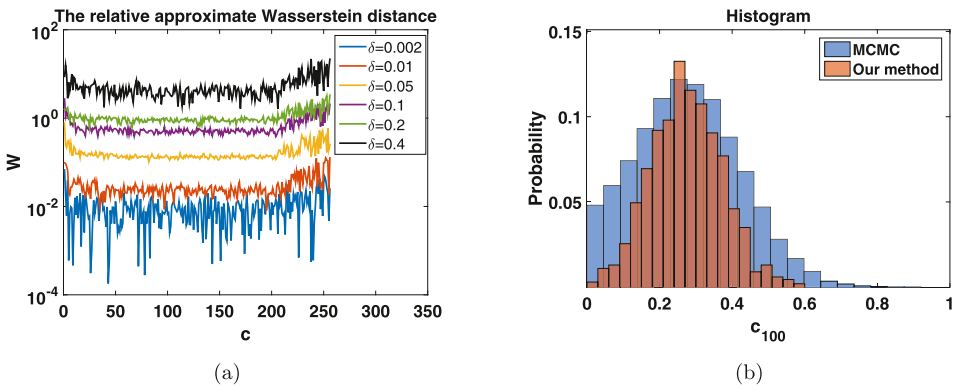 The relative approximate Wasserstein distance
10^2
10^0
10^-2
10^-4
W
0 50 100 150 200 250 300 350
c
δ=0.002
δ=0.01
δ=0.05
δ=0.1
δ=0.2
δ=0.4
(a)
Histogram
0.15
0.1
0.05
Probability
0 0.2 0.4 0.6 0.8 1
c_100
MCMC
Our method
(b)